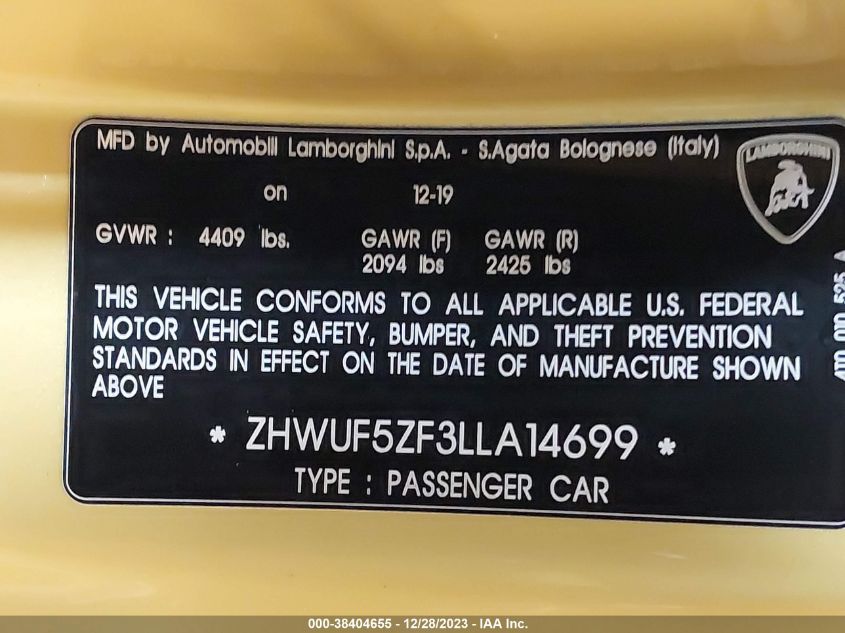 MFD by Automobili Lamborghini S.p.A. - S.Agata Bolognese (Italy)
LAMBORGHINI
on 12-19
GVWR : 4409 lbs. GAWR (F) GAWR (R)
2094 lbs 2425 lbs
THIS VEHICLE CONFORMS TO ALL APPLICABLE U.S. FEDERAL
MOTOR VEHICLE SAFETY, BUMPER, AND THEFT PREVENTION
STANDARDS IN EFFECT ON THE DATE OF MANUFACTURE SHOWN
ABOVE
* ZHWUF5ZF3LLA14699 *
TYPE : PASSENGER CAR
525 A
000-38404655 - 12/28/2023 - IAA Inc.